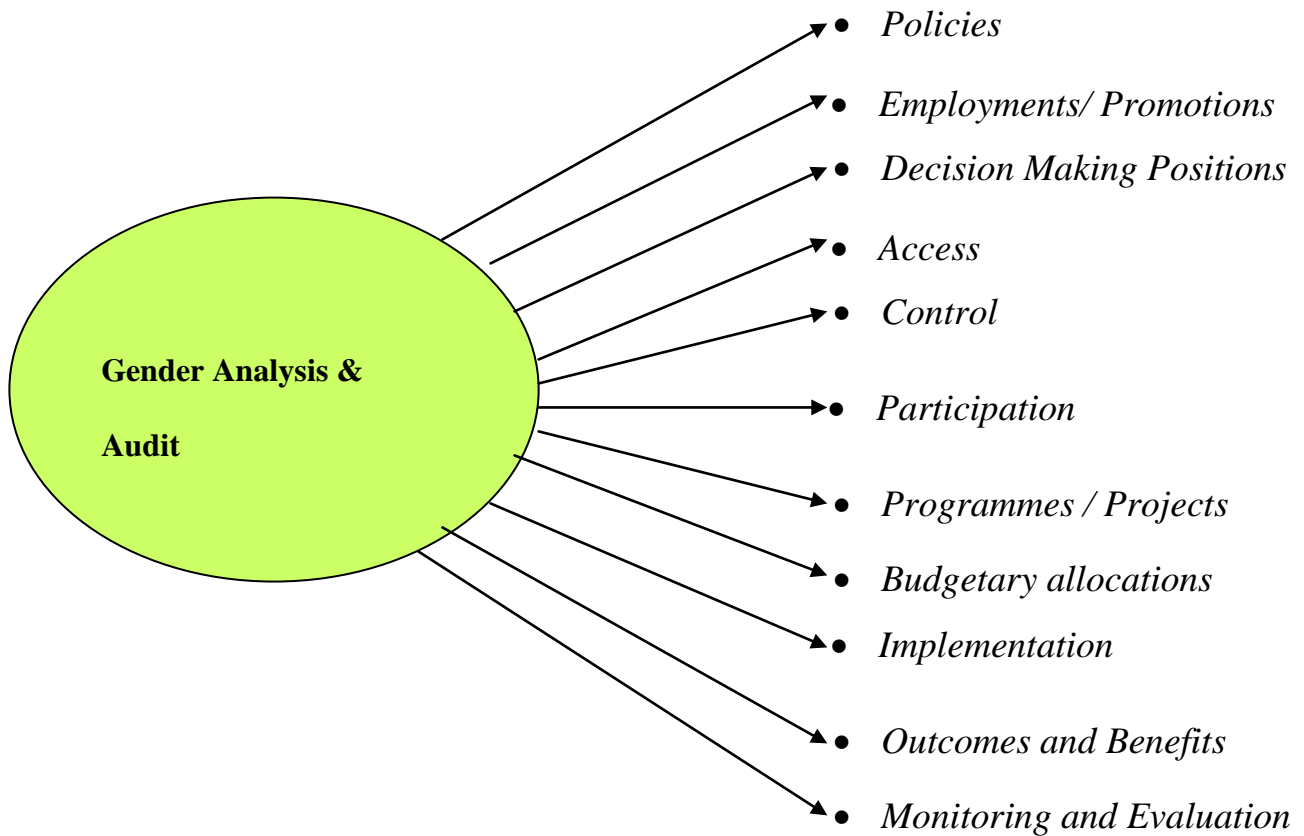 • Policies
• Employments/ Promotions
• Decision Making Positions
• Access
• Control
Gender Analysis &
Audit
• Participation
• Programmes / Projects
• Budgetary allocations
• Implementation
• Outcomes and Benefits
• Monitoring and Evaluation